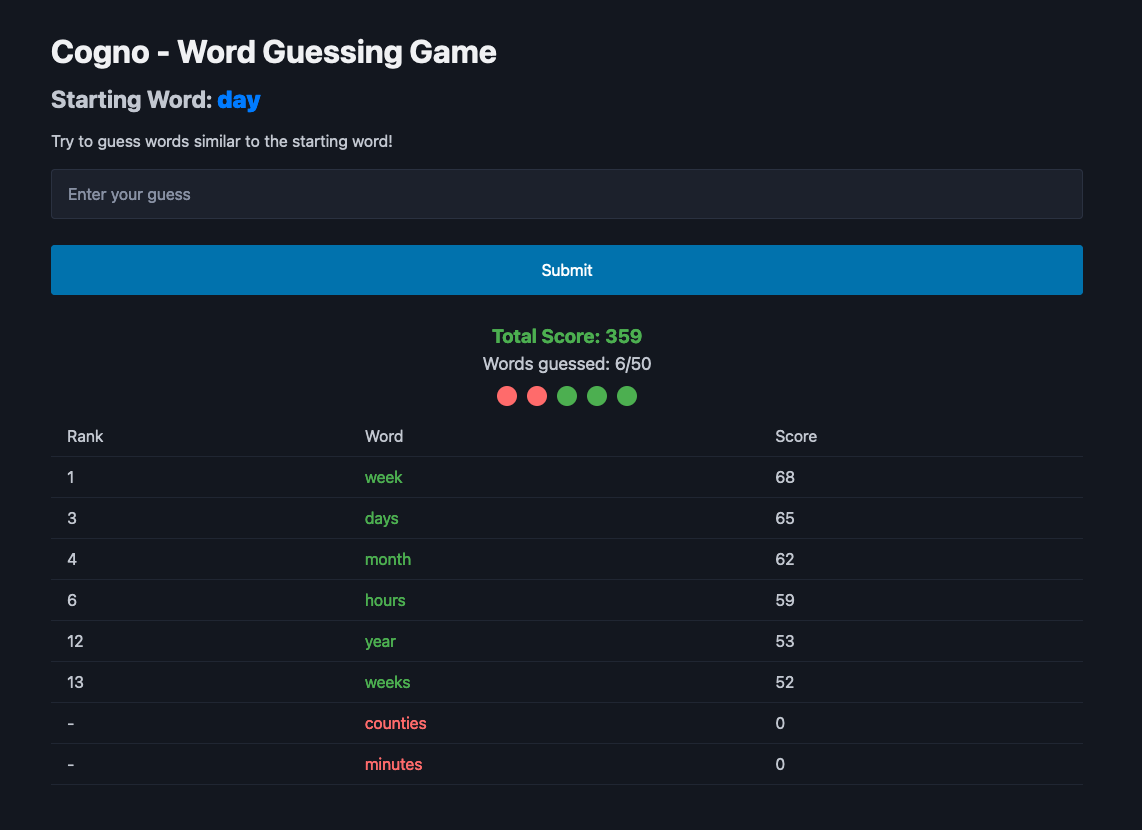 Cogno - Word Guessing Game
Starting Word: day
Try to guess words similar to the starting word!
Enter your guess
Submit
Total Score: 359
Words guessed: 6/50
Rank Word Score
1 week 68
3 days 65
4 month 62
6 hours 59
12 year 53
13 weeks 52
- counties 0
- minutes 0